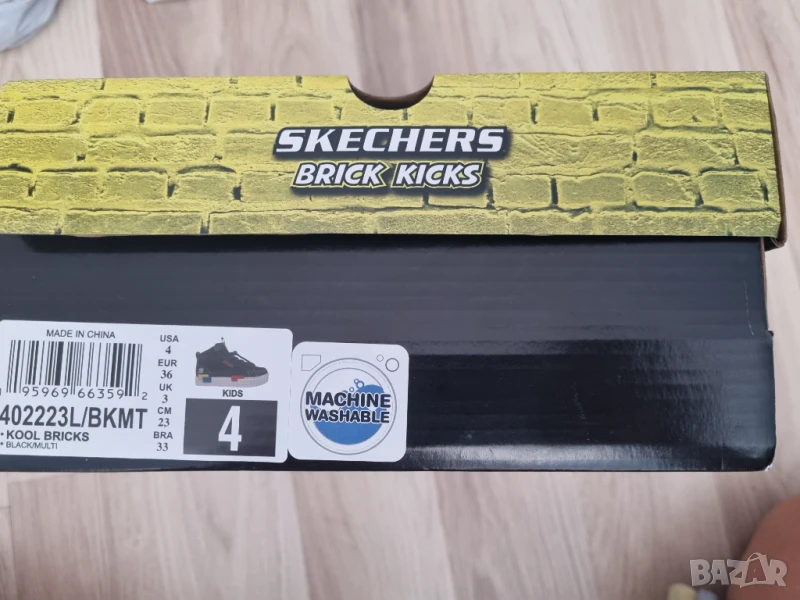 SKECHERS
BRICK KICKS
MADE IN CHINA
95969 66359 2
402223L/BKMT
• KOOL BRICKS
• BLACK/MULTI
USA
4
EUR
36
UK
3
CM
23
BRA
33
KIDS
4
MACHINE
WASHABLE
BAZAR